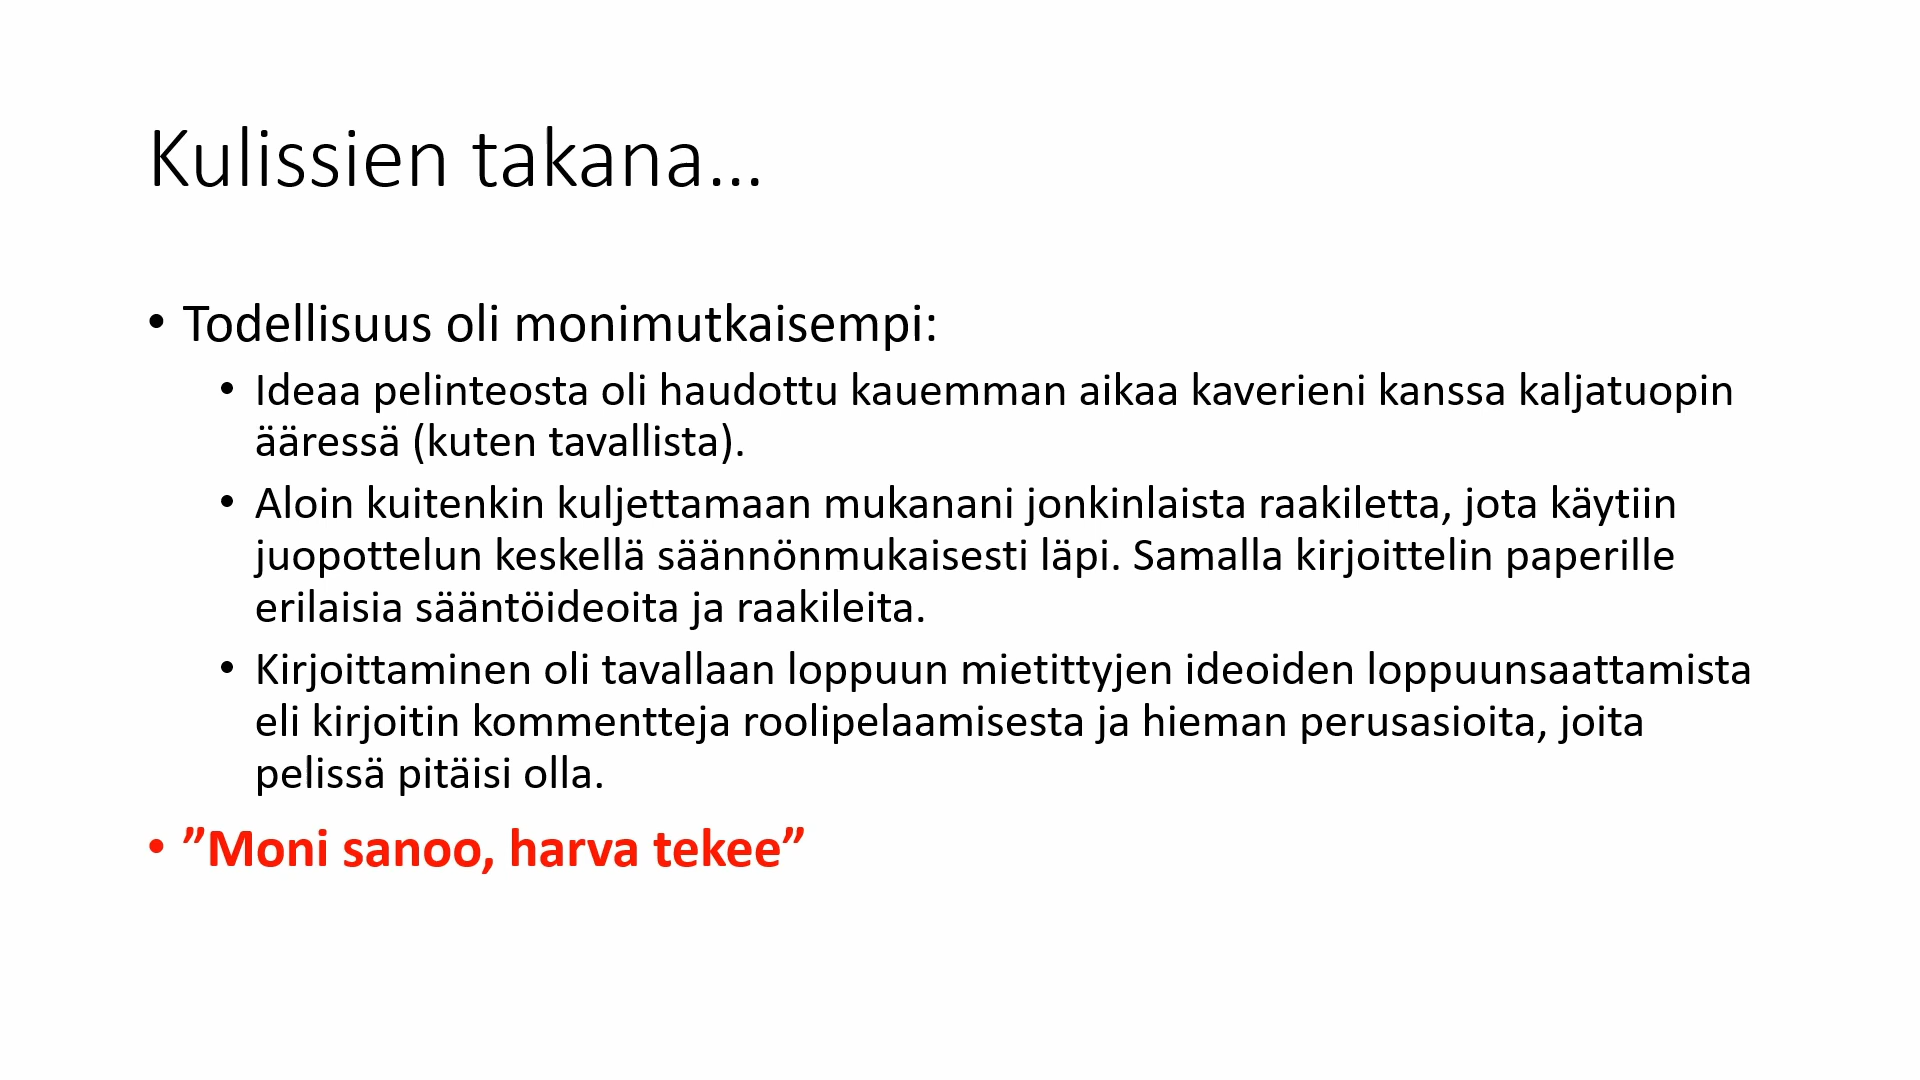 Kulissien takana…
• Todellisuus oli monimutkaisempi:
• Ideaa pelinteosta oli haudottu kauemman aikaa kaverieni kanssa kaljatuopin
ääressä (kuten tavallista).
• Aloin kuitenkin kuljettamaan mukanani jonkinlaista raakiletta, jota käytiin
juopottelun keskellä säännönmukaisesti läpi. Samalla kirjoittelin paperille
erilaisia sääntöideoita ja raakileita.
• Kirjoittaminen oli tavallaan loppuun mietittyjen ideoiden loppuunsaattamista
eli kirjoitin kommentteja roolipelaamisesta ja hieman perusasioita, joita
pelissä pitäisi olla.
• ”Moni sanoo, harva tekee”